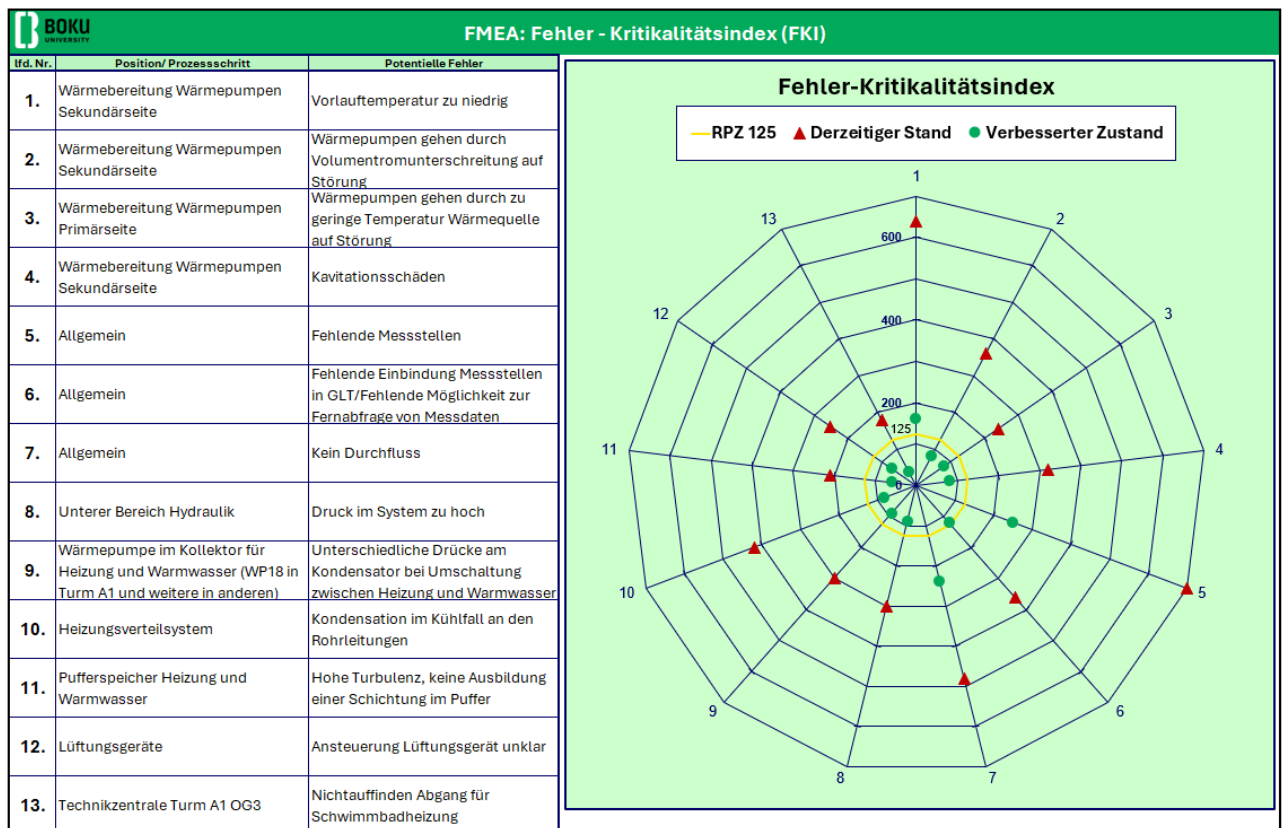 BOKU
UNIVERSITY
FMEA: Fehler - Kritikalitätsindex (FKI)
lfd. Nr.
Position/ Prozessschritt
Potentielle Fehler
1.
Wärmebereitung Wärmepumpen
Sekundärseite
Vorlauftemperatur zu niedrig
2.
Wärmebereitung Wärmepumpen
Sekundärseite
Wärmepumpen gehen durch
Volumentromunterschreitung auf
Störung
3.
Wärmebereitung Wärmepumpen
Primärseite
Wärmepumpen gehen durch zu
geringe Temperatur Wärmequelle
auf Störung
4.
Wärmebereitung Wärmepumpen
Sekundärseite
Kavitationsschäden
5.
Allgemein
Fehlende Messstellen
6.
Allgemein
Fehlende Einbindung Messstellen
in GLT/Fehlende Möglichkeit zur
Fernabfrage von Messdaten
7.
Allgemein
Kein Durchfluss
8.
Unterer Bereich Hydraulik
Druck im System zu hoch
9.
Wärmepumpe im Kollektor für
Heizung und Warmwasser (WP18 in
Turm A1 und weitere in anderen)
Unterschiedliche Drücke am
Kondensator bei Umschaltung
zwischen Heizung und Warmwasser
10.
Heizungsverteilsystem
Kondensation im Kühlfall an den
Rohrleitungen
11.
Pufferspeicher Heizung und
Warmwasser
Hohe Turbulenz, keine Ausbildung
einer Schichtung im Puffer
12.
Lüftungsgeräte
Ansteuerung Lüftungsgerät unklar
13.
Technikzentrale Turm A1 OG3
Nichtauffinden Abgang für
Schwimmbadheizung
Fehler-Kritikalitätsindex
RPZ 125
Derzeitiger Stand
Verbesserter Zustand
1
2
3
4
5
6
7
8
9
10
11
12
13
600
400
200
125
0